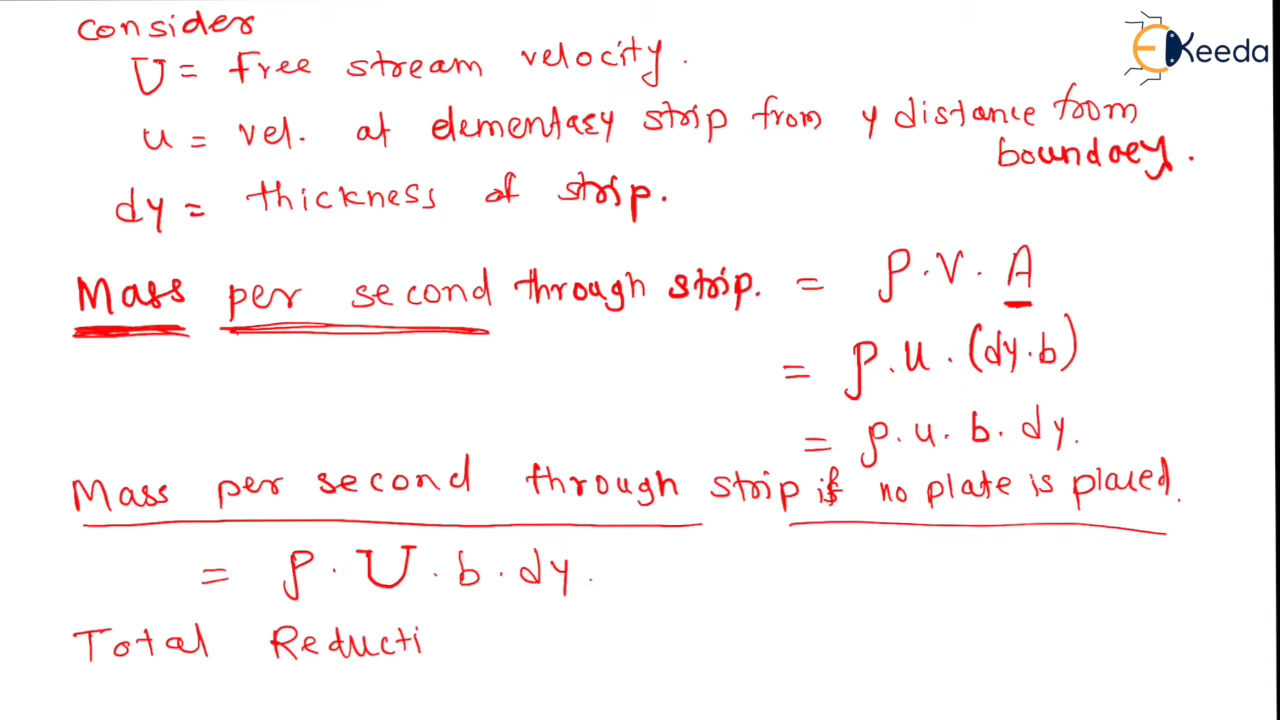 Consider
EKeeda
U = free stream velocity.
u = vel. at elementary strip from y distance from
boundary.
dy = thickness of strip.
Mass per second through strip. = ρ.V.A
= ρ.u.(dy.b)
= ρ.u.b.dy.
Mass per second through strip if no plate is placed.
= ρ.U.b.dy.
Total Reducti